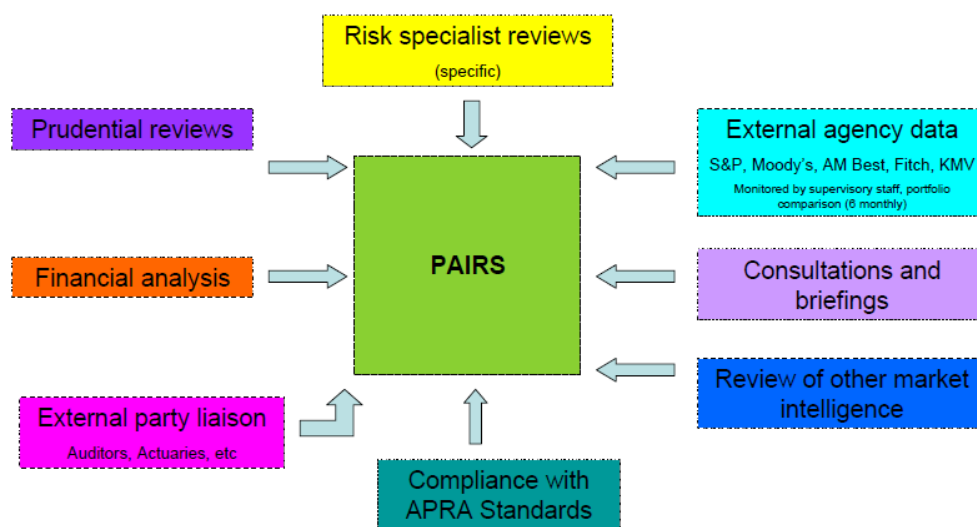 Risk specialist reviews
(specific)
Prudential reviews
External agency data
S&P, Moody's, AM Best, Fitch, KMV
Monitored by supervisory staff, portfolio
comparison (6 monthly)
PAIRS
Financial analysis
Consultations and
briefings
External party liaison
Auditors, Actuaries, etc
Review of other market
intelligence
Compliance with
APRA Standards